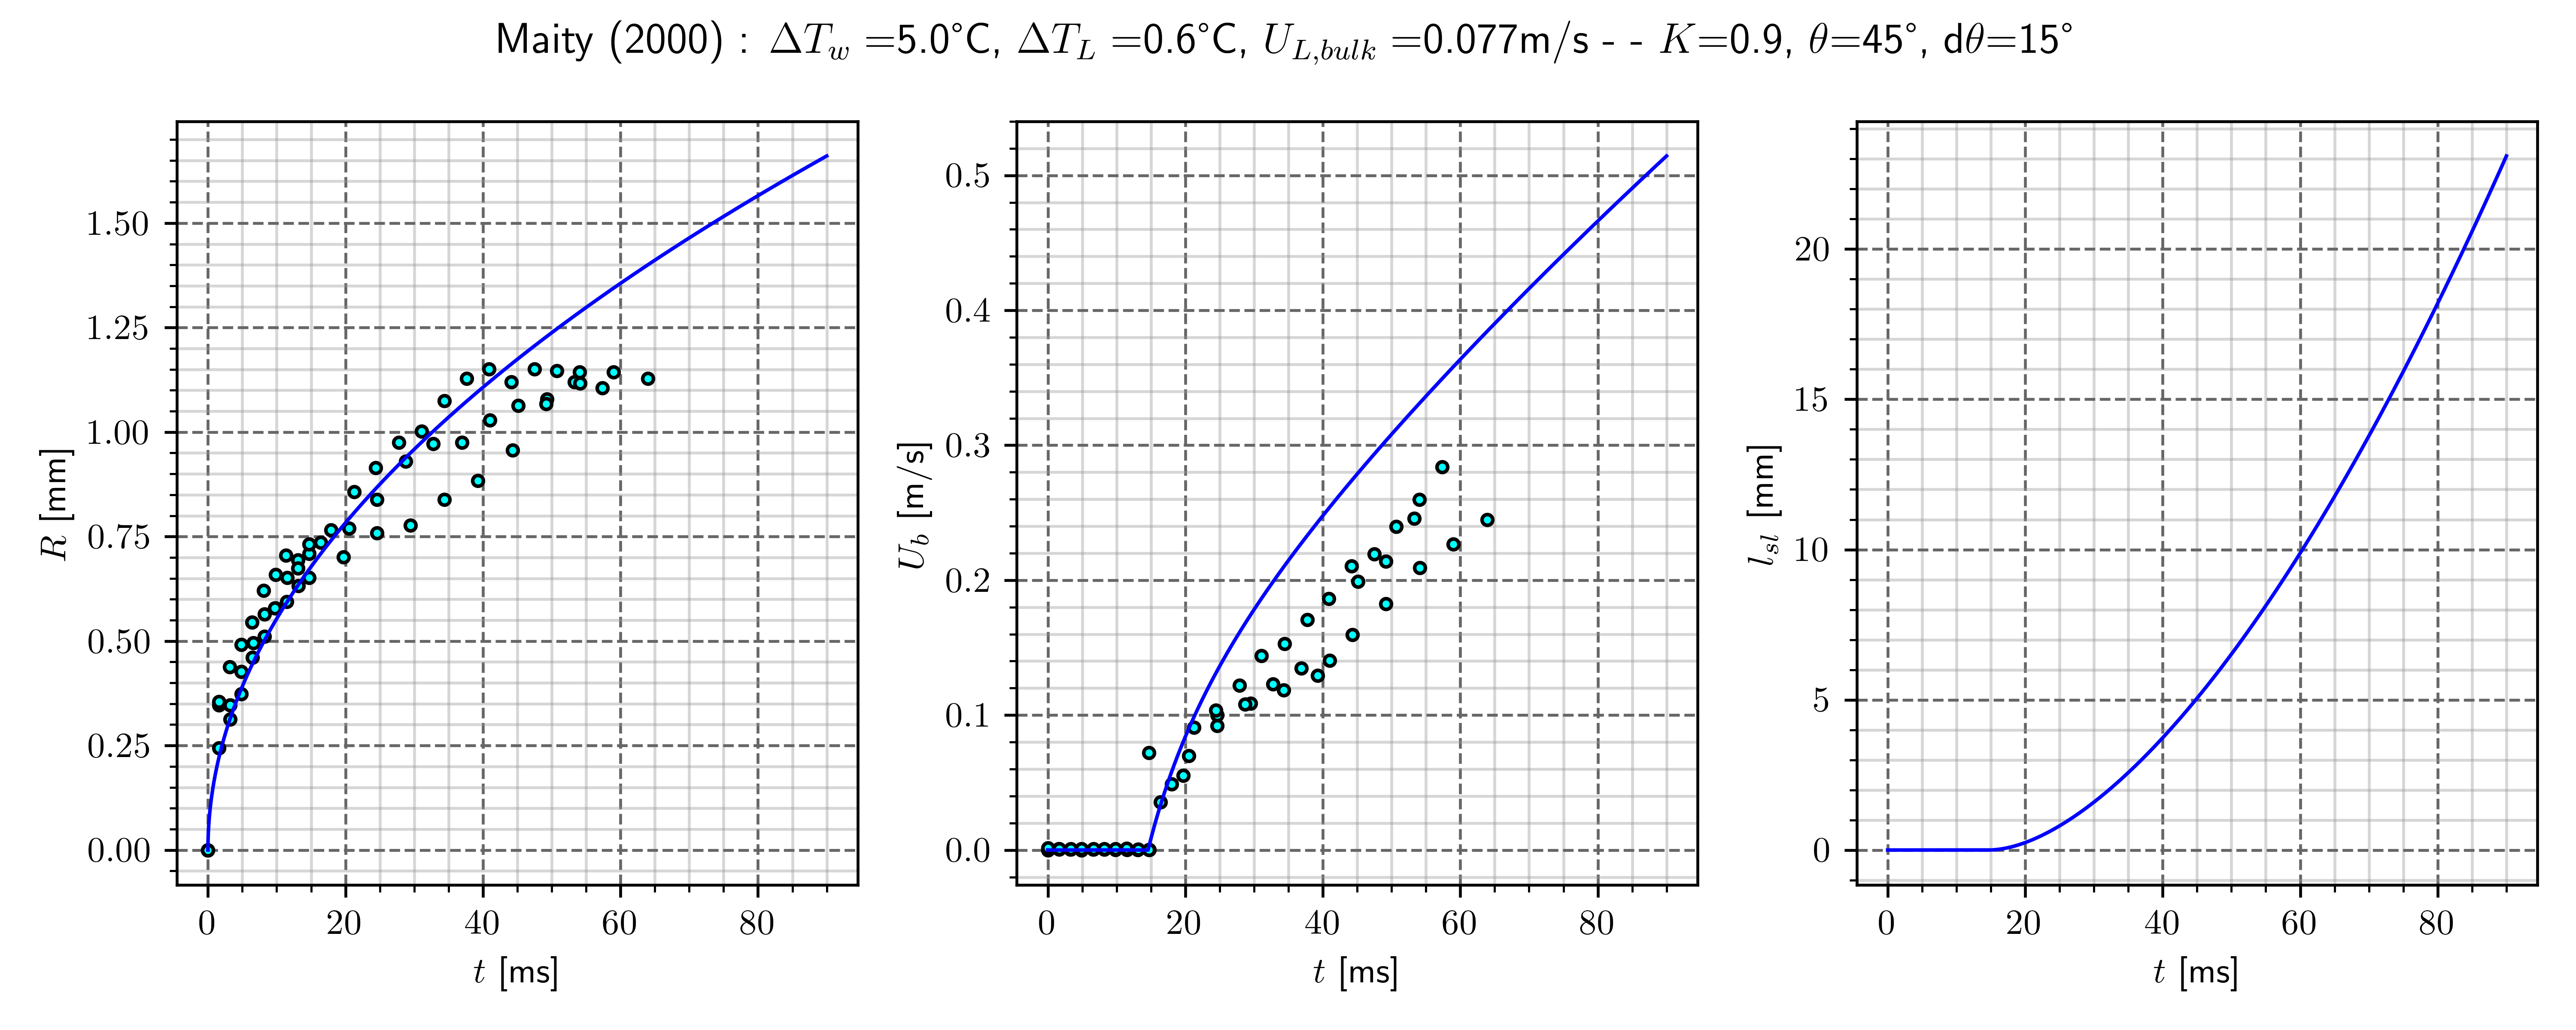 Maity (2000) : ΔT_w =5.0°C, ΔT_L =0.6°C, U_{L,bulk} =0.077m/s - - K=0.9, θ=45°, dθ=15°
R [mm]
1.50
1.25
1.00
0.75
0.50
0.25
0.00
0 20 40 60 80
t [ms]
U_b [m/s]
0.5
0.4
0.3
0.2
0.1
0.0
0 20 40 60 80
t [ms]
l_{sl} [mm]
20
15
10
5
0
0 20 40 60 80
t [ms]